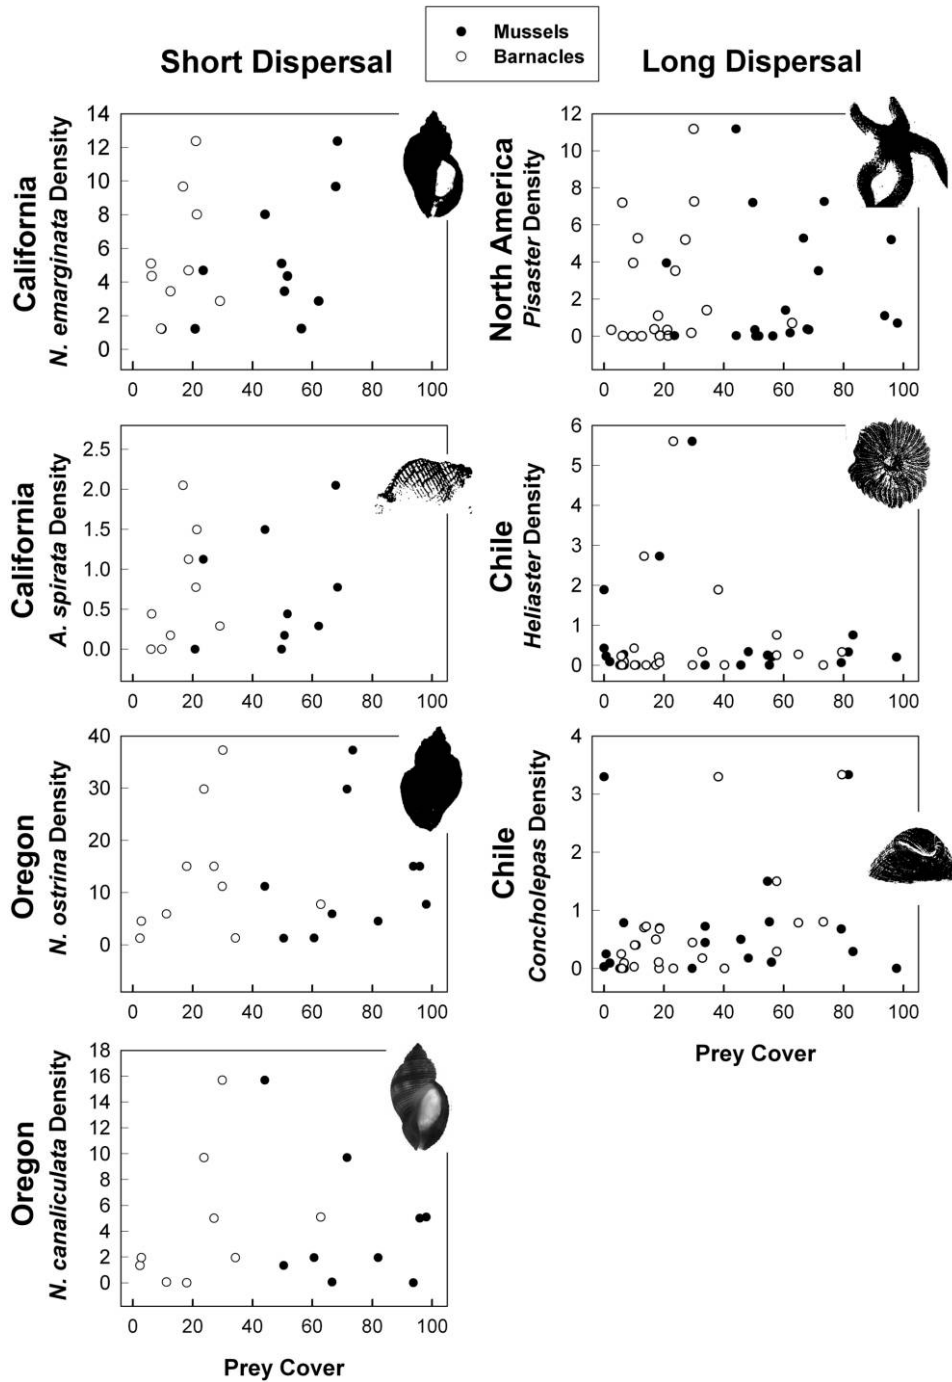 Mussels
Barnacles
Short Dispersal
Long Dispersal
California
N. emarginata Density
14
12
10
8
6
4
2
0
0 20 40 60 80 100
North America
Pisaster Density
12
10
8
6
4
2
0
0 20 40 60 80 100
California
A. spirata Density
2.5
2.0
1.5
1.0
0.5
0.0
0 20 40 60 80 100
Chile
Heliaster Density
6
5
4
3
2
1
0
0 20 40 60 80 100
Oregon
N. ostrina Density
40
30
20
10
0
0 20 40 60 80 100
Chile
Concholepas Density
4
3
2
1
0
0 20 40 60 80 100
Prey Cover
Oregon
N. canaliculata Density
18
16
14
12
10
8
6
4
2
0
0 20 40 60 80 100
Prey Cover